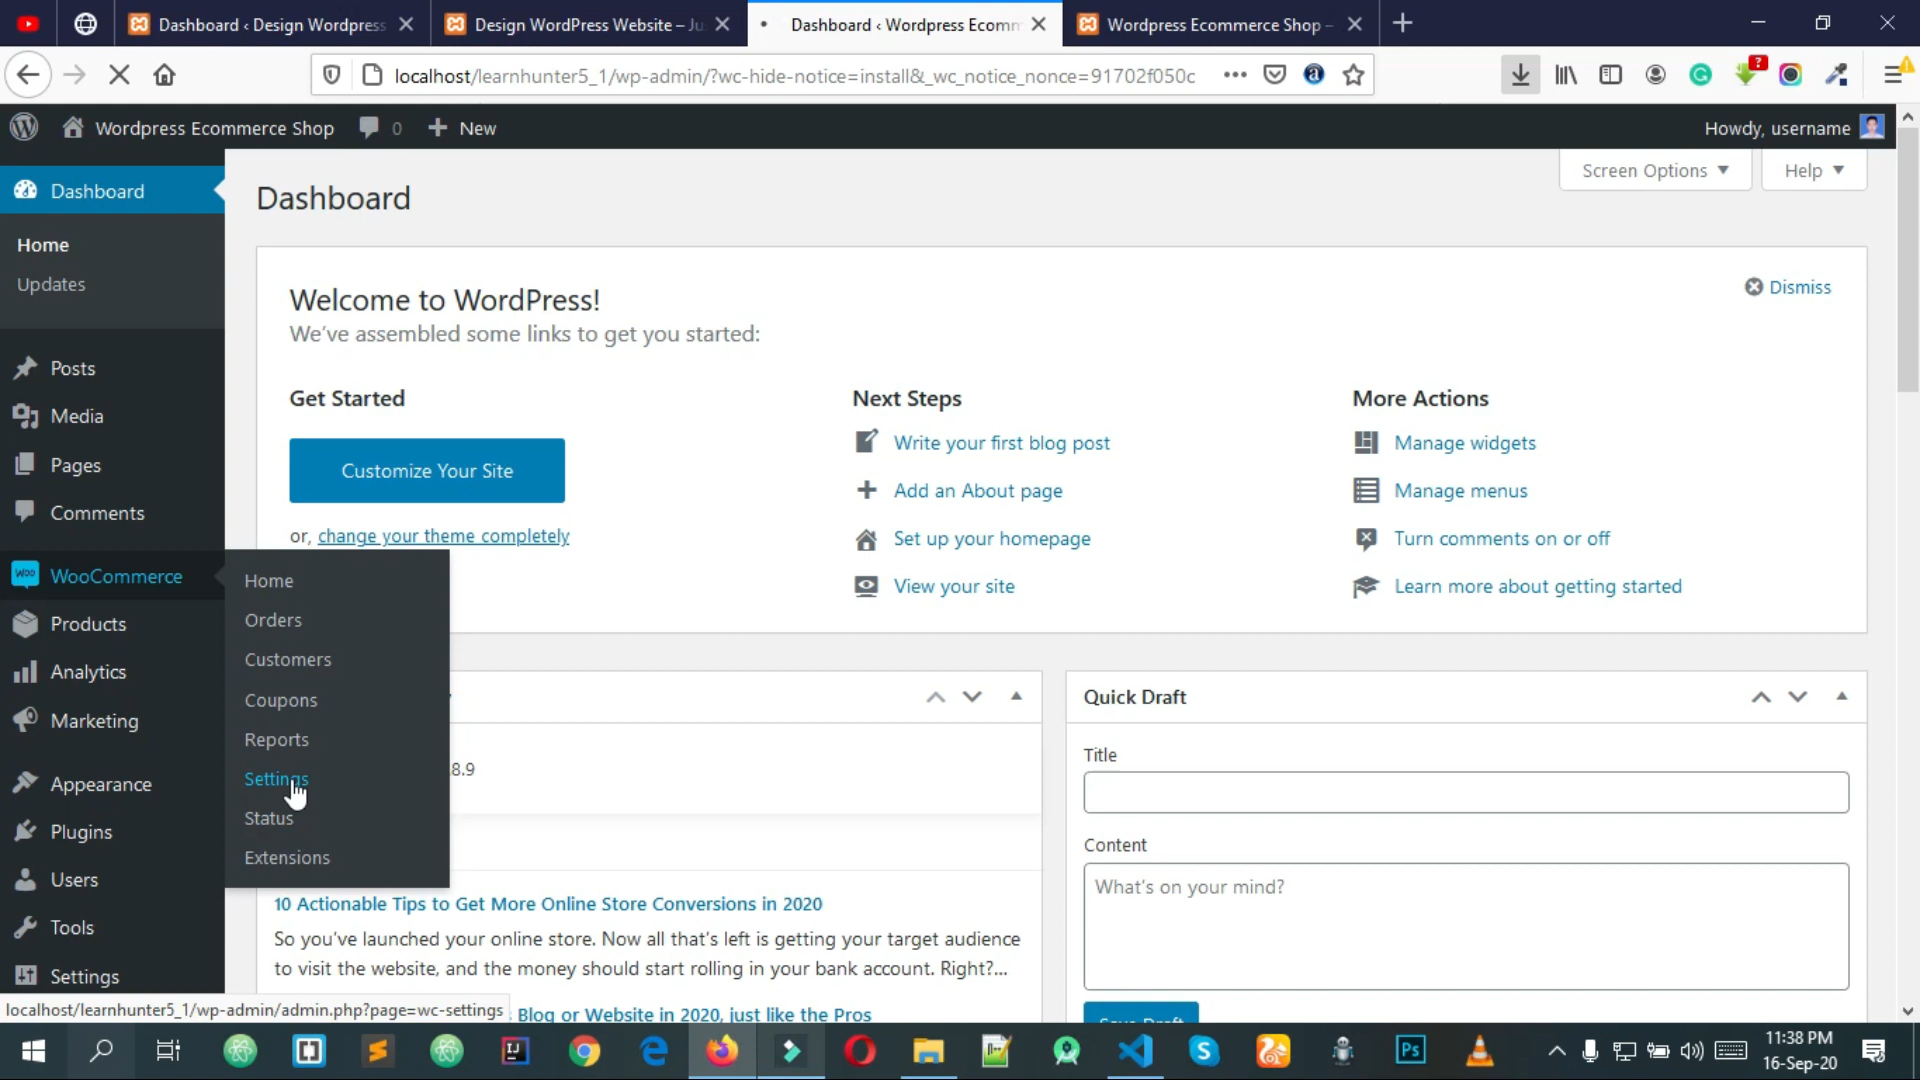 Dashboard ‹ Design Wordpress
Design WordPress Website – Ju
Dashboard ‹ Wordpress Ecomm
Wordpress Ecommerce Shop –
localhost/learnhunter5_1/wp-admin/?wc-hide-notice=install&_wc_notice_nonce=91702f050c
Wordpress Ecommerce Shop
0
New
Howdy, username
Dashboard
Home
Updates
Posts
Media
Pages
Comments
WooCommerce
Products
Analytics
Marketing
Appearance
Plugins
Users
Tools
Settings
Home
Orders
Customers
Coupons
Reports
Settings
Status
Extensions
Screen Options
Help
Dashboard
Welcome to WordPress!
We've assembled some links to get you started:
Dismiss
Get Started
Customize Your Site
or, change your theme completely
Next Steps
Write your first blog post
Add an About page
Set up your homepage
View your site
More Actions
Manage widgets
Manage menus
Turn comments on or off
Learn more about getting started
8.9
10 Actionable Tips to Get More Online Store Conversions in 2020
So you've launched your online store. Now all that's left is getting your target audience
to visit the website, and the money should start rolling in your bank account. Right?...
Blog or Website in 2020, just like the Pros
Quick Draft
Title
Content
What's on your mind?
Save Draft
localhost/learnhunter5_1/wp-admin/admin.php?page=wc-settings
11:38 PM
16-Sep-20